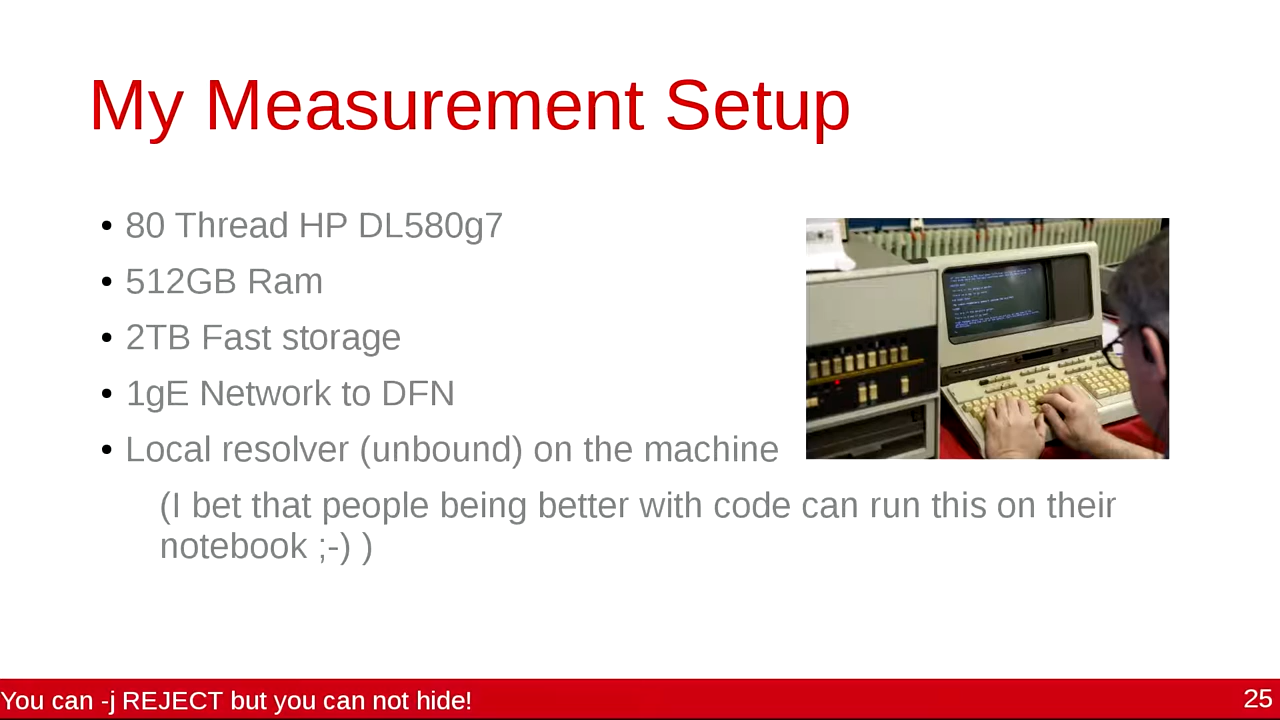 My Measurement Setup
• 80 Thread HP DL580g7
• 512GB Ram
• 2TB Fast storage
• 1gE Network to DFN
• Local resolver (unbound) on the machine
(I bet that people being better with code can run this on their
notebook ;-) )
You can -j REJECT but you can not hide!
25